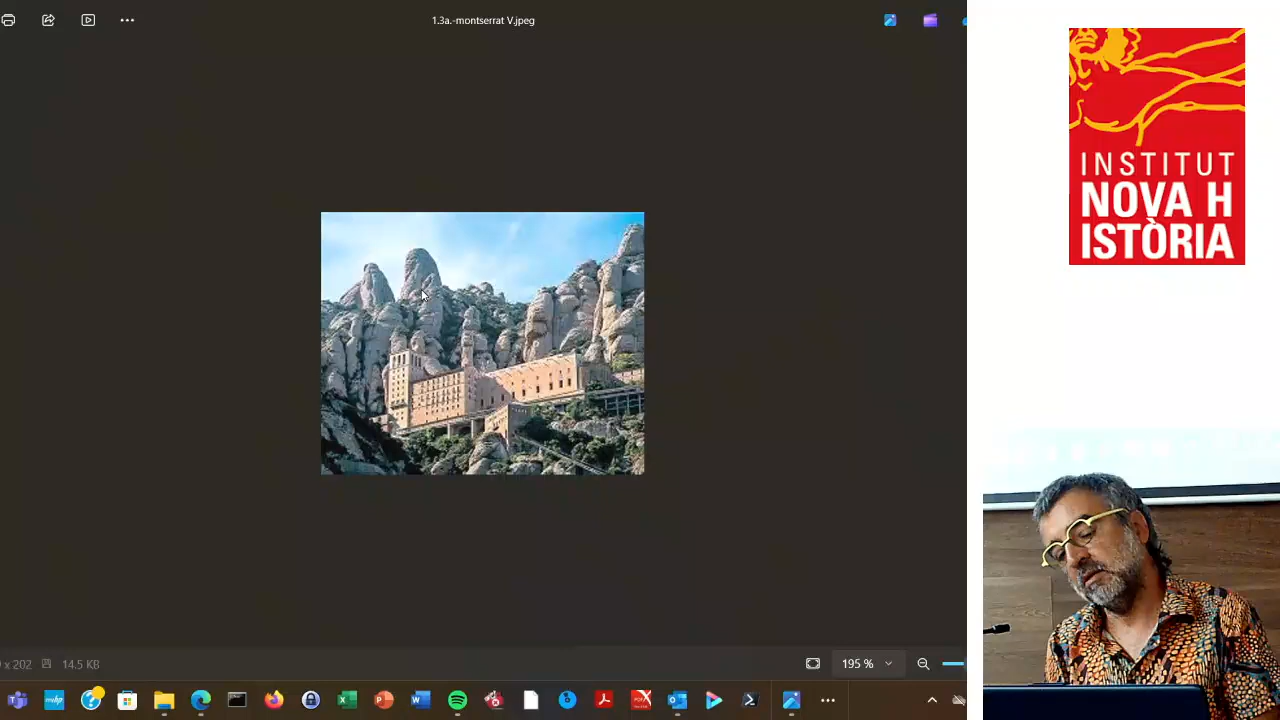 1.3a.-montserrat V.jpeg
INSTITUT
NOVA H
ISTÒRIA
x 202
14.5 KB
195 %